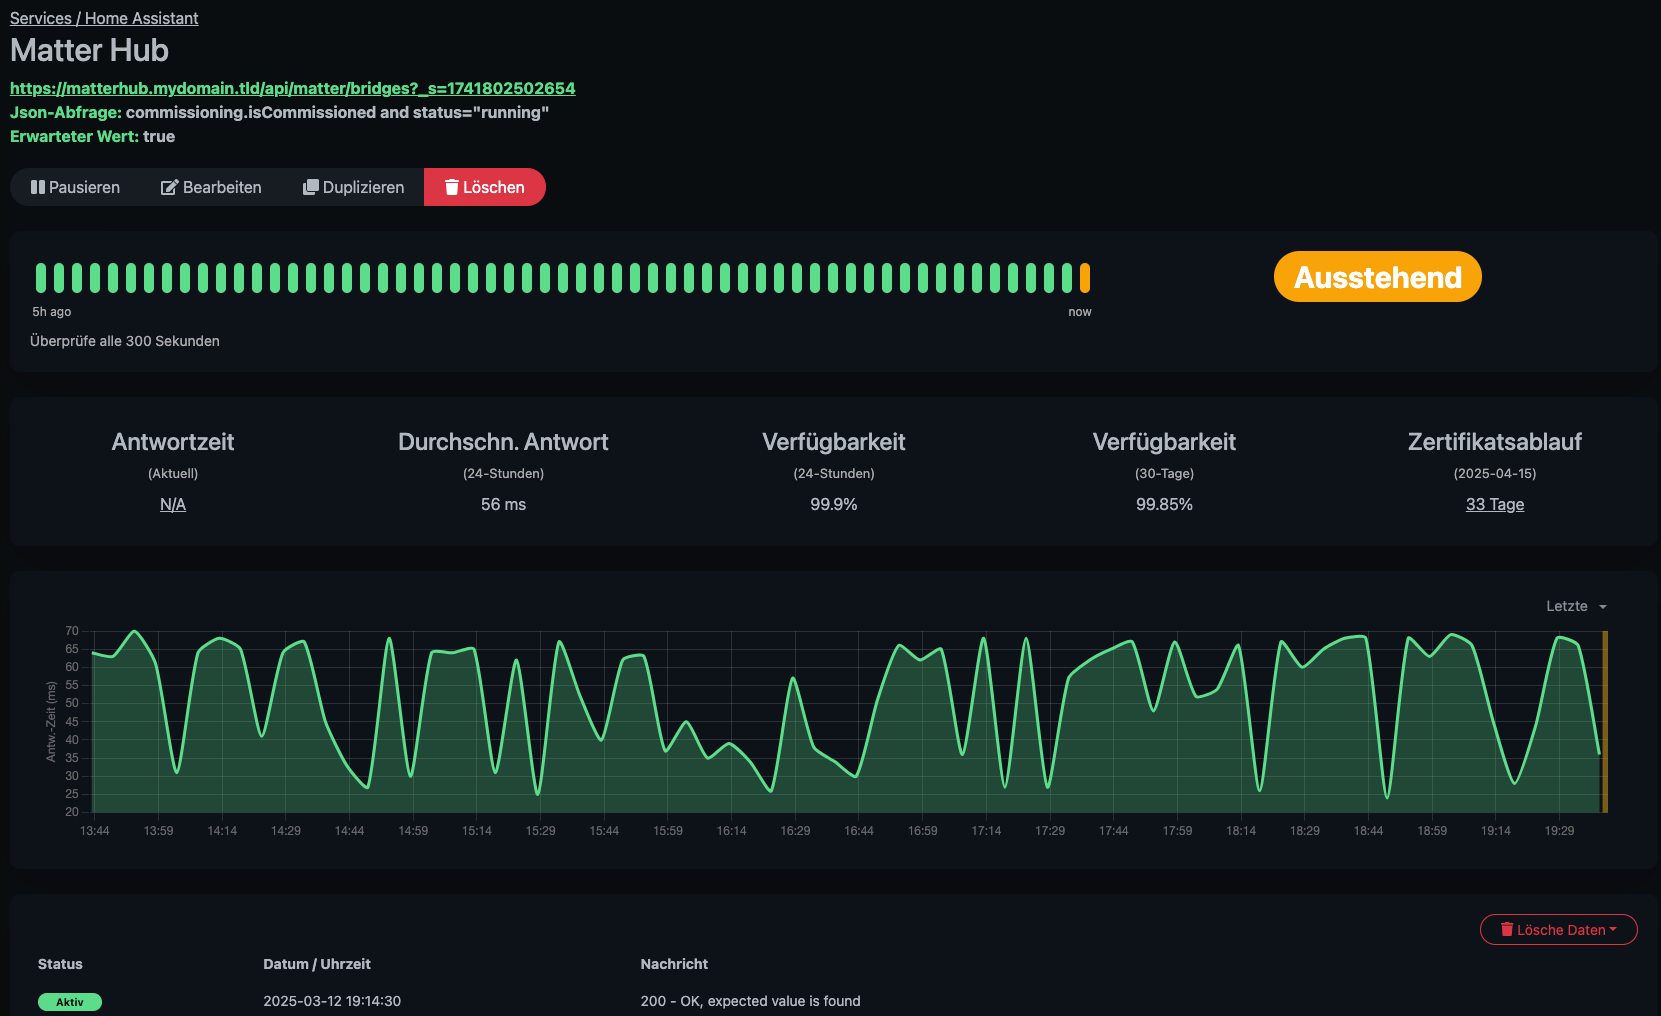 Services / Home Assistant
Matter Hub
https://matterhub.mydomain.tld/api/matter/bridges?_s=1741802502654
Json-Abfrage: commissioning.isCommissioned and status="running"
Erwarteter Wert: true
Pausieren Bearbeiten Duplizieren Löschen
Ausstehend
5h ago now
Überprüfe alle 300 Sekunden
Antwortzeit Durchschn. Antwort Verfügbarkeit Verfügbarkeit Zertifikatsablauf
(Aktuell) (24-Stunden) (24-Stunden) (30-Tage) (2025-04-15)
N/A 56 ms 99.9% 99.85% 33 Tage
Letzte
Antw.-Zeit (ms)
70
65
60
55
50
45
40
35
30
25
20
13:44 13:59 14:14 14:29 14:44 14:59 15:14 15:29 15:44 15:59 16:14 16:29 16:44 16:59 17:14 17:29 17:44 17:59 18:14 18:29 18:44 18:59 19:14 19:29
Lösche Daten
Status Datum / Uhrzeit Nachricht
Aktiv 2025-03-12 19:14:30 200 - OK, expected value is found